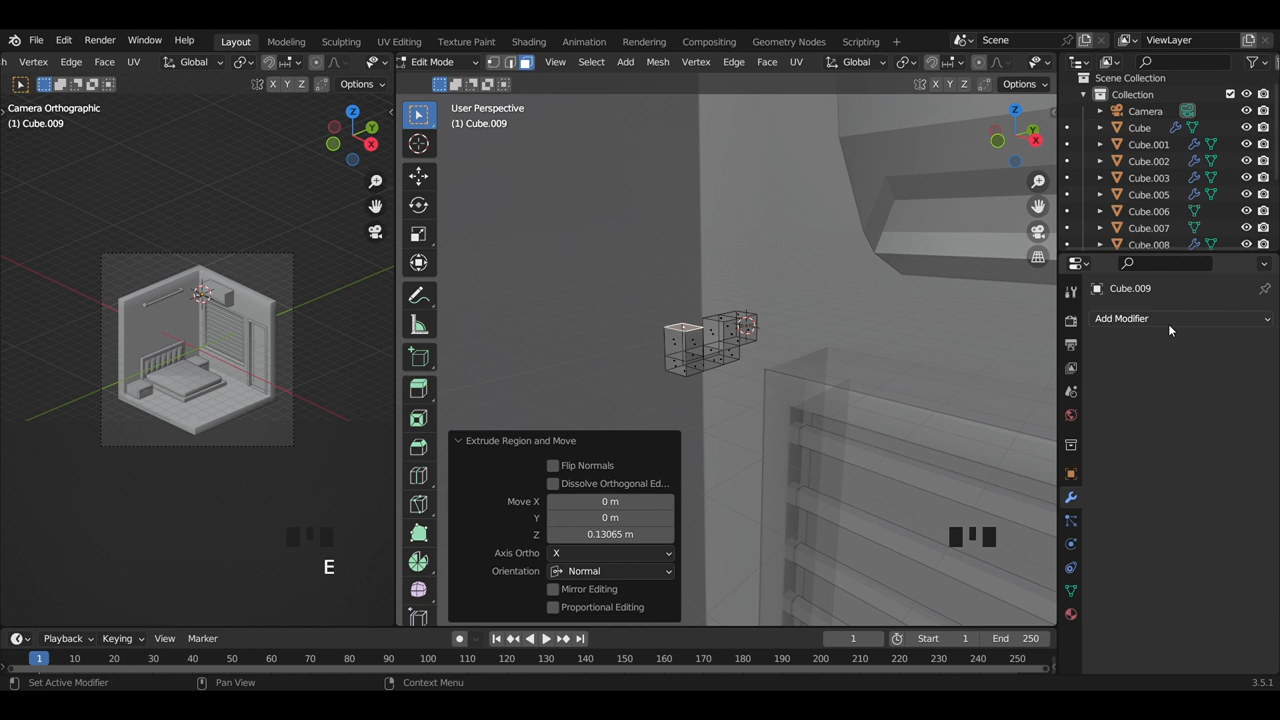 File Edit Render Window Help Layout Modeling Sculpting UV Editing Texture Paint Shading Animation Rendering Compositing Geometry Nodes Scripting + Scene ViewLayer
Vertex Edge Face UV Global Edit Mode View Select Add Mesh Vertex Edge Face UV Global
X Y Z Options X Y Z Options Scene Collection
Camera Orthographic
(1) Cube.009
User Perspective
(1) Cube.009
Z
Y
X
Z
Y
X
Collection
Camera
Cube
Cube.001
Cube.002
Cube.003
Cube.005
Cube.006
Cube.007
Cube.008
Cube.009
Add Modifier
Extrude Region and Move
Flip Normals
Dissolve Orthogonal Ed...
Move X 0 m
Y 0 m
Z 0.13065 m
Axis Ortho X
Orientation Normal
Mirror Editing
Proportional Editing
E
Playback Keying View Marker 1 Start 1 End 250
1 10 20 30 40 50 60 70 80 90 100 110 120 130 140 150 160 170 180 190 200 210 220 230 240 250
Set Active Modifier Pan View Context Menu 3.5.1